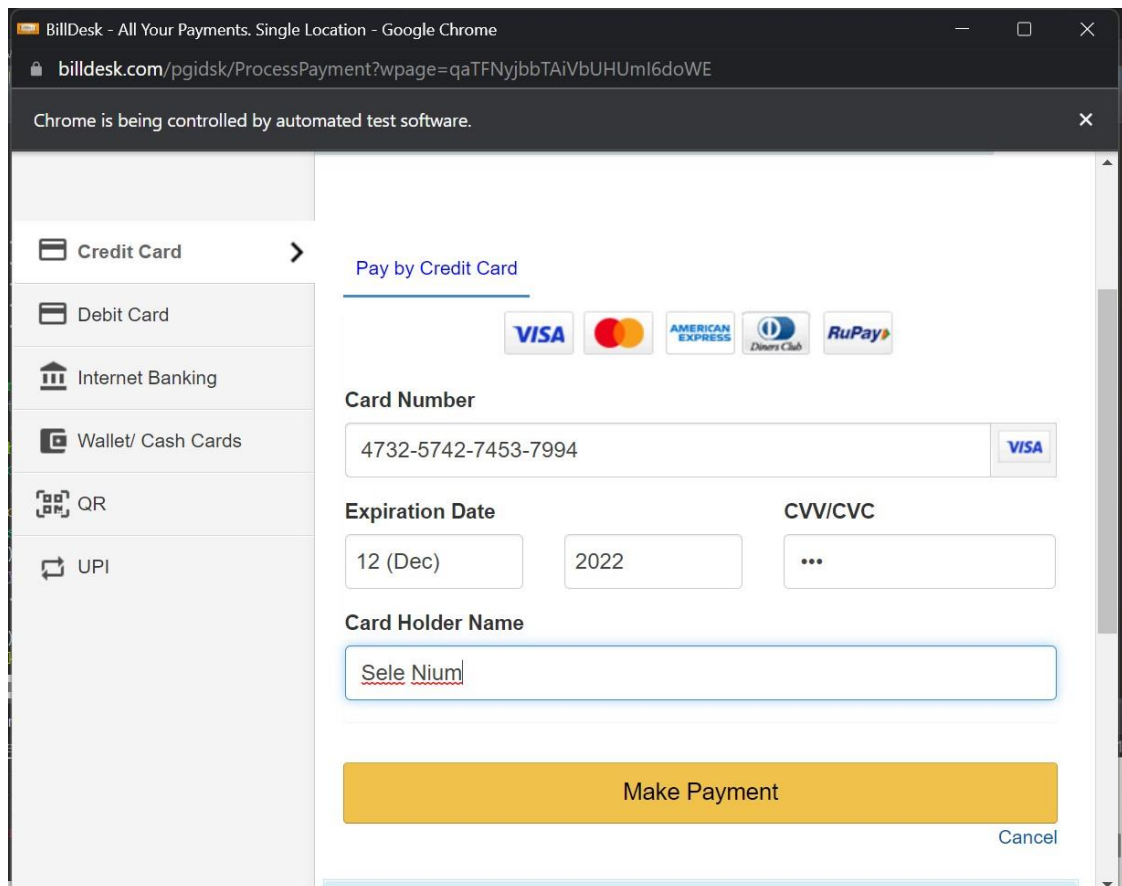 BillDesk - All Your Payments. Single Location - Google Chrome
billdesk.com/pgidsk/ProcessPayment?wpage=qaTFNyjbbTAiVbUHUmI6doWE
Chrome is being controlled by automated test software.
Credit Card
Debit Card
Internet Banking
Wallet/ Cash Cards
QR
UPI
Pay by Credit Card
VISA AMERICAN EXPRESS Diners Club RuPay
Card Number
4732-5742-7453-7994 VISA
Expiration Date CVV/CVC
12 (Dec) 2022 •••
Card Holder Name
Sele Nium
Make Payment
Cancel